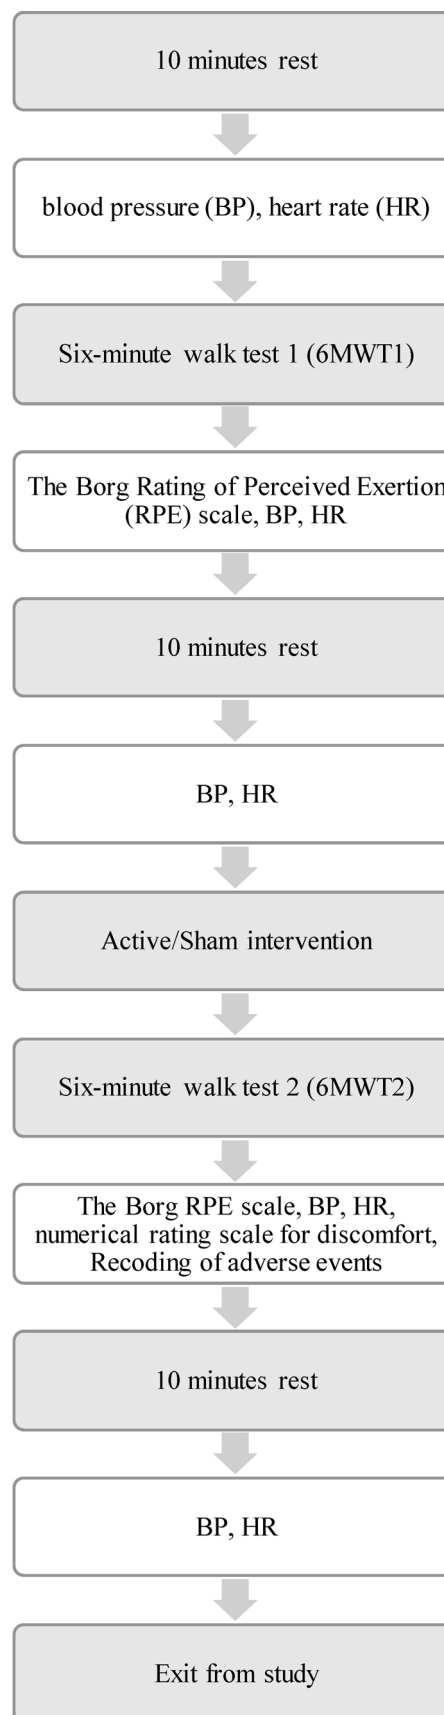 10 minutes rest
blood pressure (BP), heart rate (HR)
Six-minute walk test 1 (6MWT1)
The Borg Rating of Perceived Exertion
(RPE) scale, BP, HR
10 minutes rest
BP, HR
Active/Sham intervention
Six-minute walk test 2 (6MWT2)
The Borg RPE scale, BP, HR,
numerical rating scale for discomfort,
Recoding of adverse events
10 minutes rest
BP, HR
Exit from study